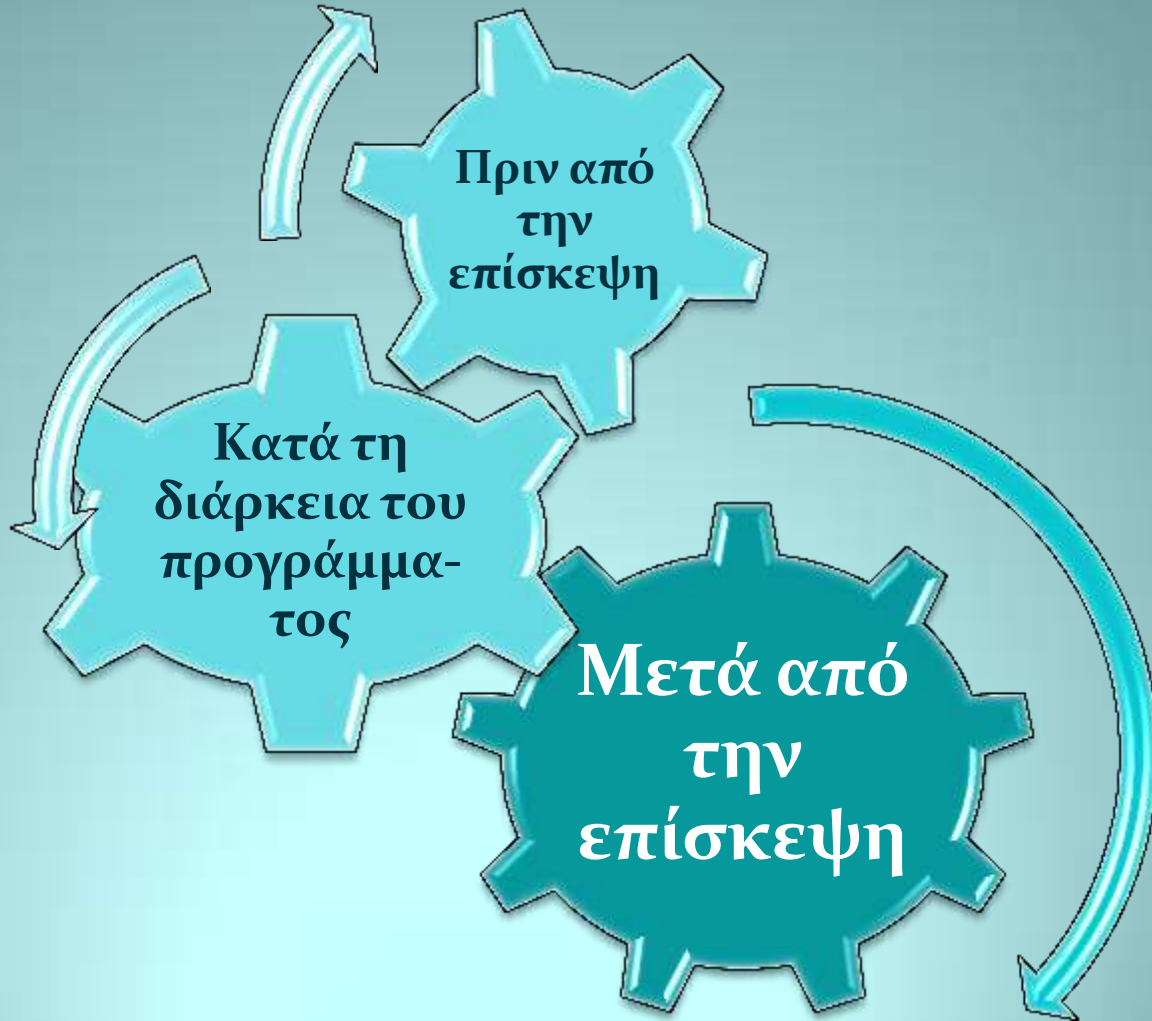 Πριν από
την
επίσκεψη
Κατά τη
διάρκεια του
προγράμμα-
τος
Μετά από
την
επίσκεψη